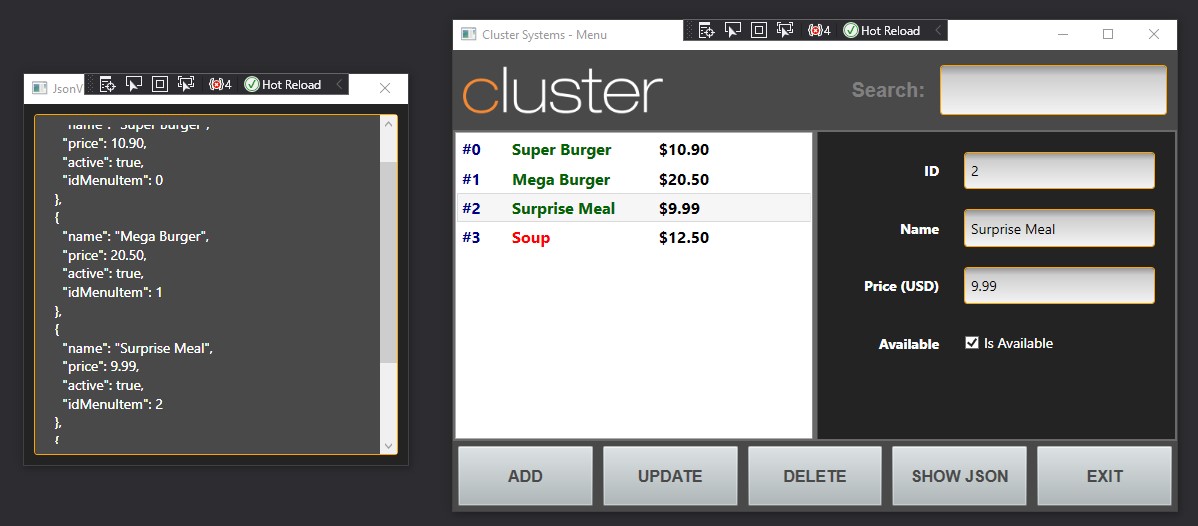 JsonV
4
Hot Reload
"name": "Super Burger",
"price": 10.90,
"active": true,
"idMenuItem": 0
},
{
"name": "Mega Burger",
"price": 20.50,
"active": true,
"idMenuItem": 1
},
{
"name": "Surprise Meal",
"price": 9.99,
"active": true,
"idMenuItem": 2
},
{
Cluster Systems - Menu
4
Hot Reload
cluster
Search:
#0 Super Burger $10.90
#1 Mega Burger $20.50
#2 Surprise Meal $9.99
#3 Soup $12.50
ID 2
Name Surprise Meal
Price (USD) 9.99
Available Is Available
ADD UPDATE DELETE SHOW JSON EXIT